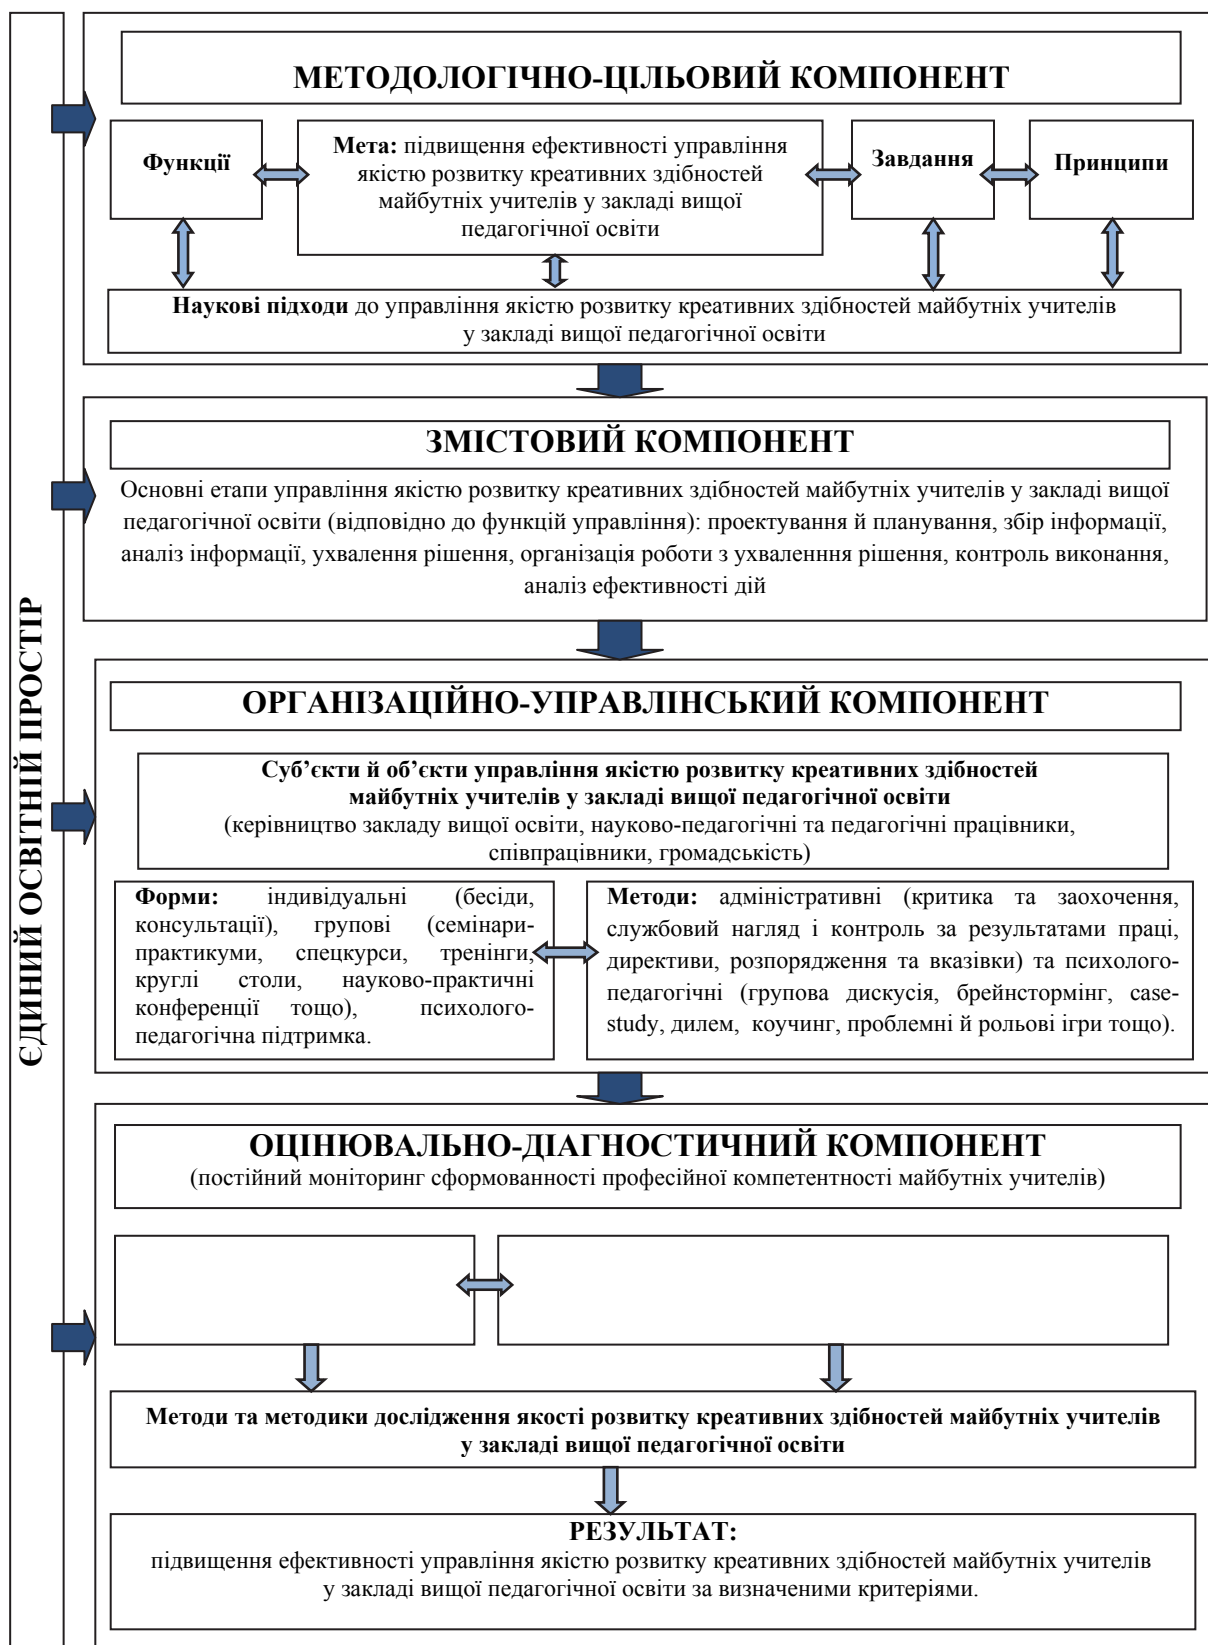 ЄДИНИЙ ОСВІТНІЙ ПРОСТІР
МЕТОДОЛОГІЧНО-ЦІЛЬОВИЙ КОМПОНЕНТ
Функції
Мета: підвищення ефективності управління
якістю розвитку креативних здібностей
майбутніх учителів у закладі вищої
педагогічної освіти
Завдання
Принципи
Наукові підходи до управління якістю розвитку креативних здібностей майбутніх учителів
у закладі вищої педагогічної освіти
ЗМІСТОВИЙ КОМПОНЕНТ
Основні етапи управління якістю розвитку креативних здібностей майбутніх учителів у закладі вищої
педагогічної освіти (відповідно до функцій управління): проектування й планування, збір інформації,
аналіз інформації, ухвалення рішення, організація роботи з ухваленння рішення, контроль виконання,
аналіз ефективності дій
ОРГАНІЗАЦІЙНО-УПРАВЛІНСЬКИЙ КОМПОНЕНТ
Суб’єкти й об’єкти управління якістю розвитку креативних здібностей
майбутніх учителів у закладі вищої педагогічної освіти
(керівництво закладу вищої освіти, науково-педагогічні та педагогічні працівники,
співпрацівники, громадськість)
Форми: індивідуальні (бесіди,
консультації), групові (семінари-
практикуми, спецкурси, тренінги,
круглі столи, науково-практичні
конференції тощо), психолого-
педагогічна підтримка.
Методи: адміністративні (критика та заохочення,
службовий нагляд і контроль за результатами праці,
директиви, розпорядження та вказівки) та психолого-
педагогічні (групова дискусія, брейнстормінг, case-
study, дилем, коучинг, проблемні й рольові ігри тощо).
ОЦІНЮВАЛЬНО-ДІАГНОСТИЧНИЙ КОМПОНЕНТ
(постійний моніторинг сформованності професійної компетентності майбутніх учителів)
Методи та методики дослідження якості розвитку креативних здібностей майбутніх учителів
у закладі вищої педагогічної освіти
РЕЗУЛЬТАТ:
підвищення ефективності управління якістю розвитку креативних здібностей майбутніх учителів
у закладі вищої педагогічної освіти за визначеними критеріями.